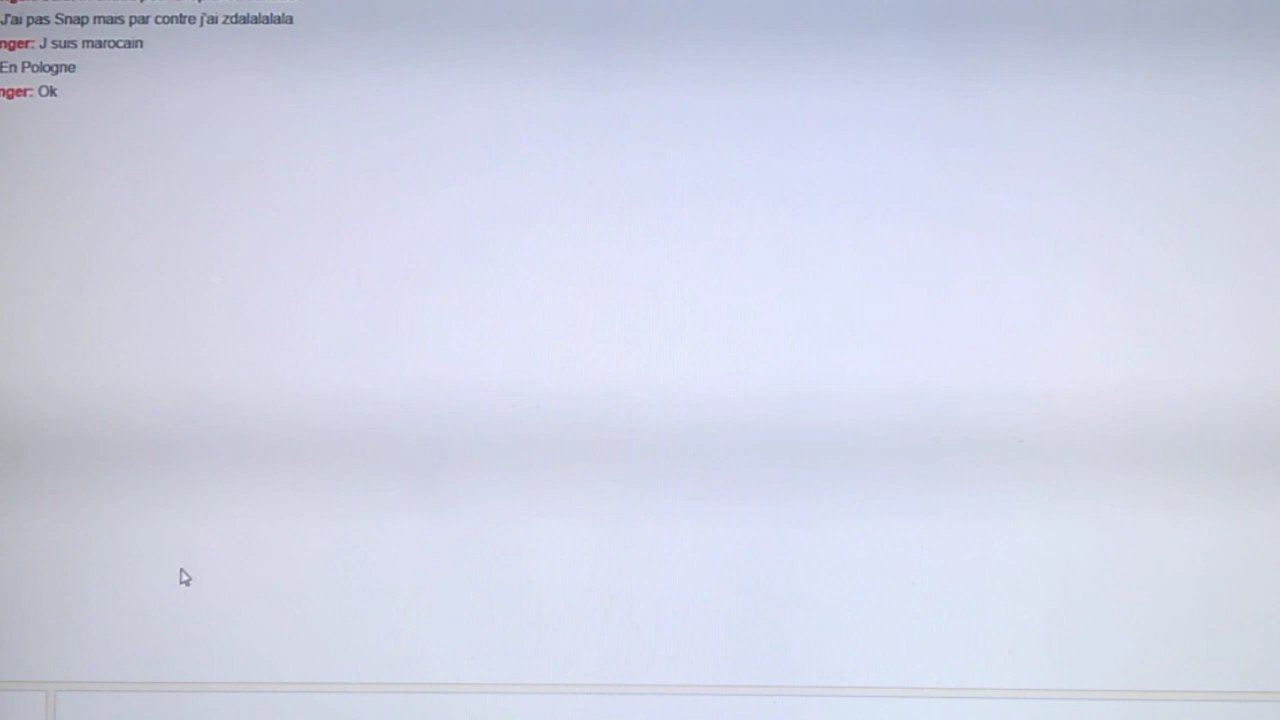 J'ai pas Snap mais par contre j'ai zdalalalala
nger: J suis marocain
En Pologne
nger: Ok